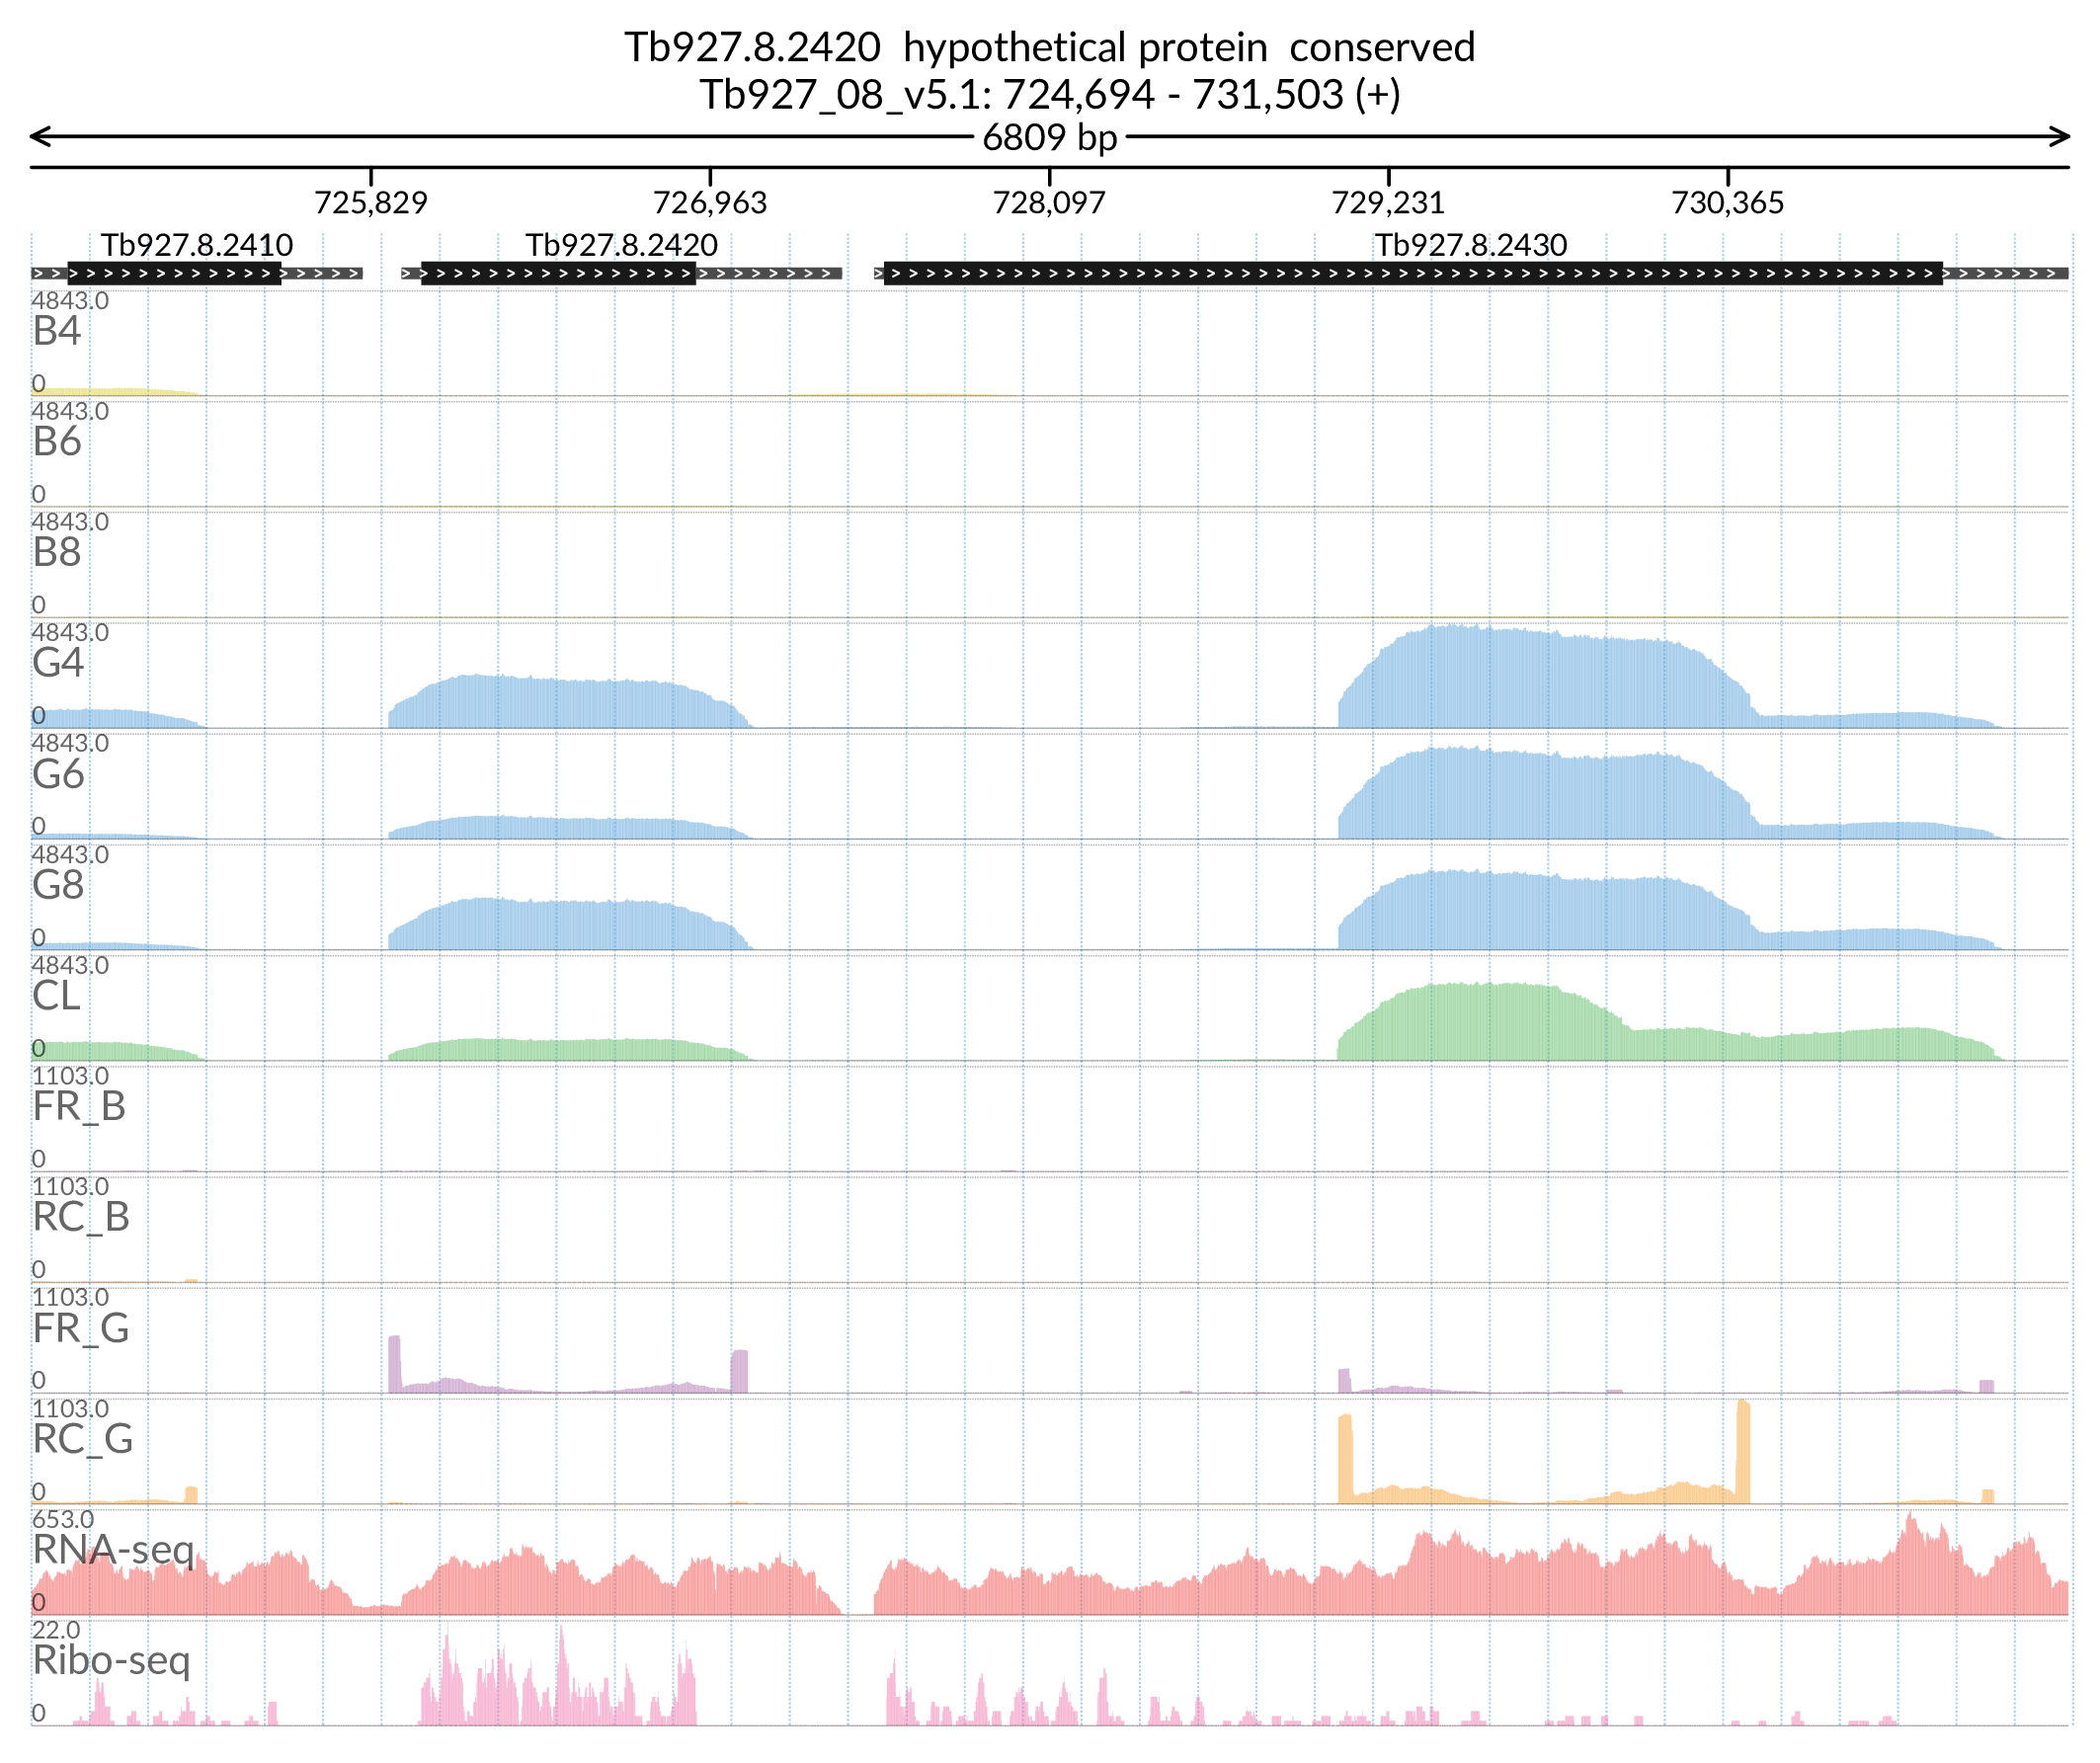 Tb927.8.2420  hypothetical protein  conserved
Tb927_08_v5.1: 724,694 - 731,503 (+)
6809 bp
725,829 726,963 728,097 729,231 730,365
Tb927.8.2410 Tb927.8.2420 Tb927.8.2430
4843.0
B4
0
4843.0
B6
0
4843.0
B8
0
4843.0
G4
0
4843.0
G6
0
4843.0
G8
0
4843.0
CL
0
1103.0
FR_B
0
1103.0
RC_B
0
1103.0
FR_G
0
1103.0
RC_G
0
653.0
RNA-seq
0
22.0
Ribo-seq
0